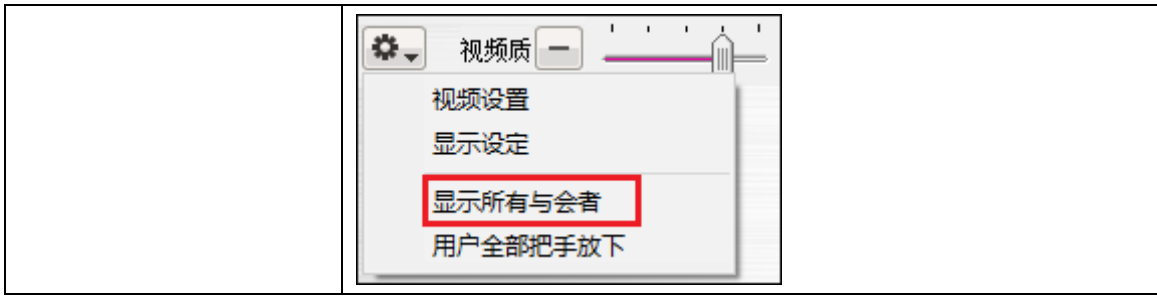 视频质
视频设置
显示设定
显示所有与会者
用户全部把手放下